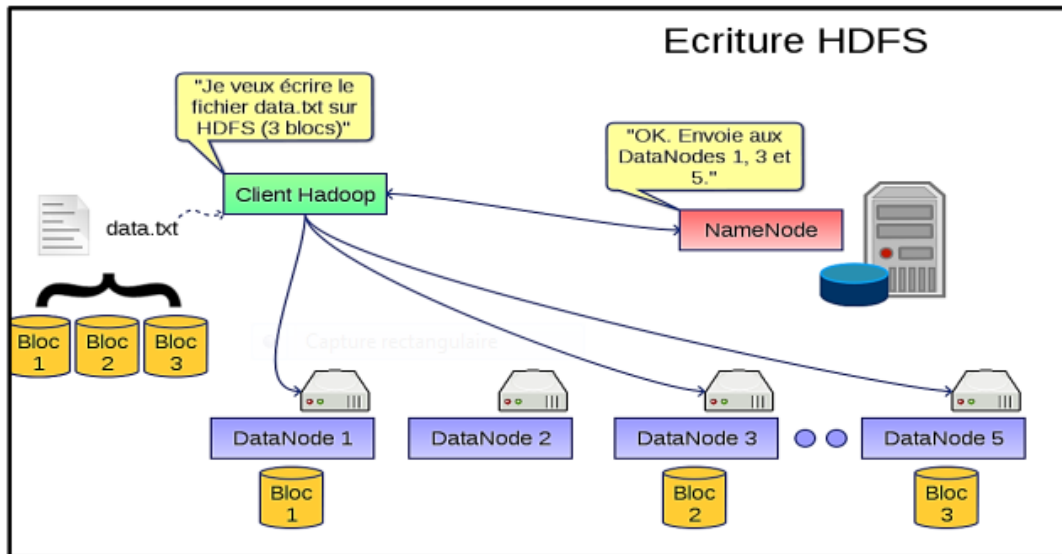 Ecriture HDFS
"Je veux écrire le
fichier data.txt sur
HDFS (3 blocs)"
"OK. Envoie aux
DataNodes 1, 3 et
5."
Client Hadoop
NameNode
data.txt
Bloc
1
Bloc
2
Bloc
3
Capture rectangulaire
DataNode 1
DataNode 2
DataNode 3
DataNode 5
Bloc
1
Bloc
2
Bloc
3